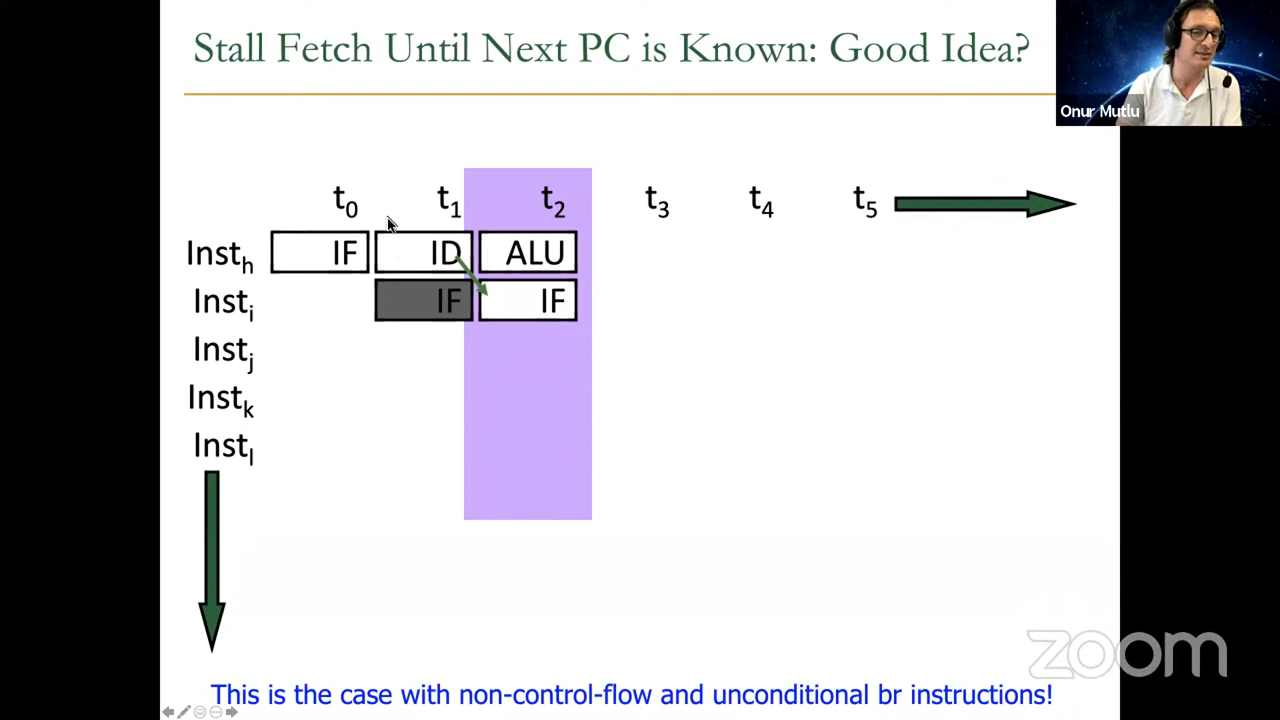 Stall Fetch Until Next PC is Known: Good Idea?
Onur Mutlu
t0 t1 t2 t3 t4 t5
Insth IF ID ALU
Insti IF IF
Instj
Instk
Instl
zoom
This is the case with non-control-flow and unconditional br instructions!